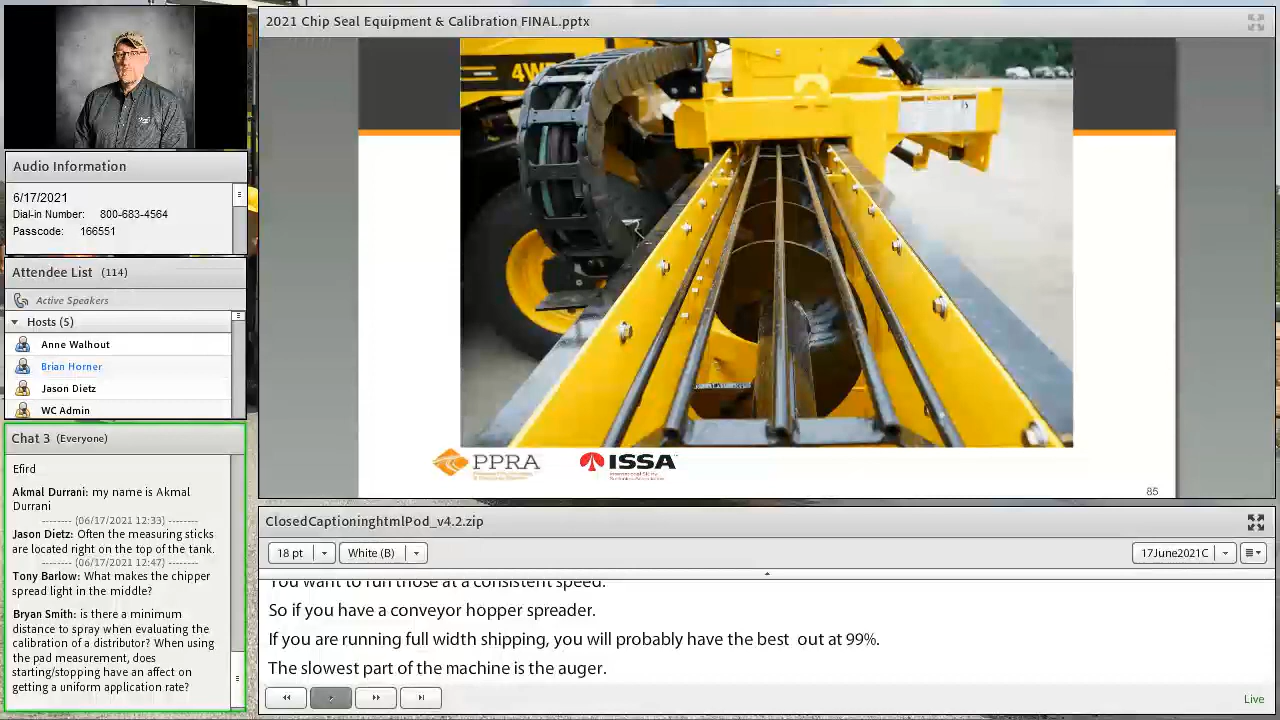 2021 Chip Seal Equipment & Calibration FINAL.pptx
4W
Audio Information
6/17/2021
Dial-in Number: 800-683-4564
Passcode: 166551
Attendee List (114)
Active Speakers
Hosts (5)
Anne Walhout
Brian Horner
Jason Dietz
WC Admin
Chat 3 (Everyone)
Efird
Akmal Durrani: my name is Akmal
Durrani
-------- (06/17/2021 12:33) --------
Jason Dietz: Often the measuring sticks
are located right on the top of the tank.
-------- (06/17/2021 12:47) --------
Tony Barlow: What makes the chipper
spread light in the middle?
Bryan Smith: is there a minimum
distance to spray when evaluating the
calibration of a distributor? When using
the pad measurement, does
starting/stopping have an affect on
getting a uniform application rate?
PPRA
ISSA
85
ClosedCaptioninghtmlPod_v4.2.zip
18 pt
White (B)
17June2021C
You want to run those at a consistent speed.
So if you have a conveyor hopper spreader.
If you are running full width shipping, you will probably have the best out at 99%.
The slowest part of the machine is the auger.
Live